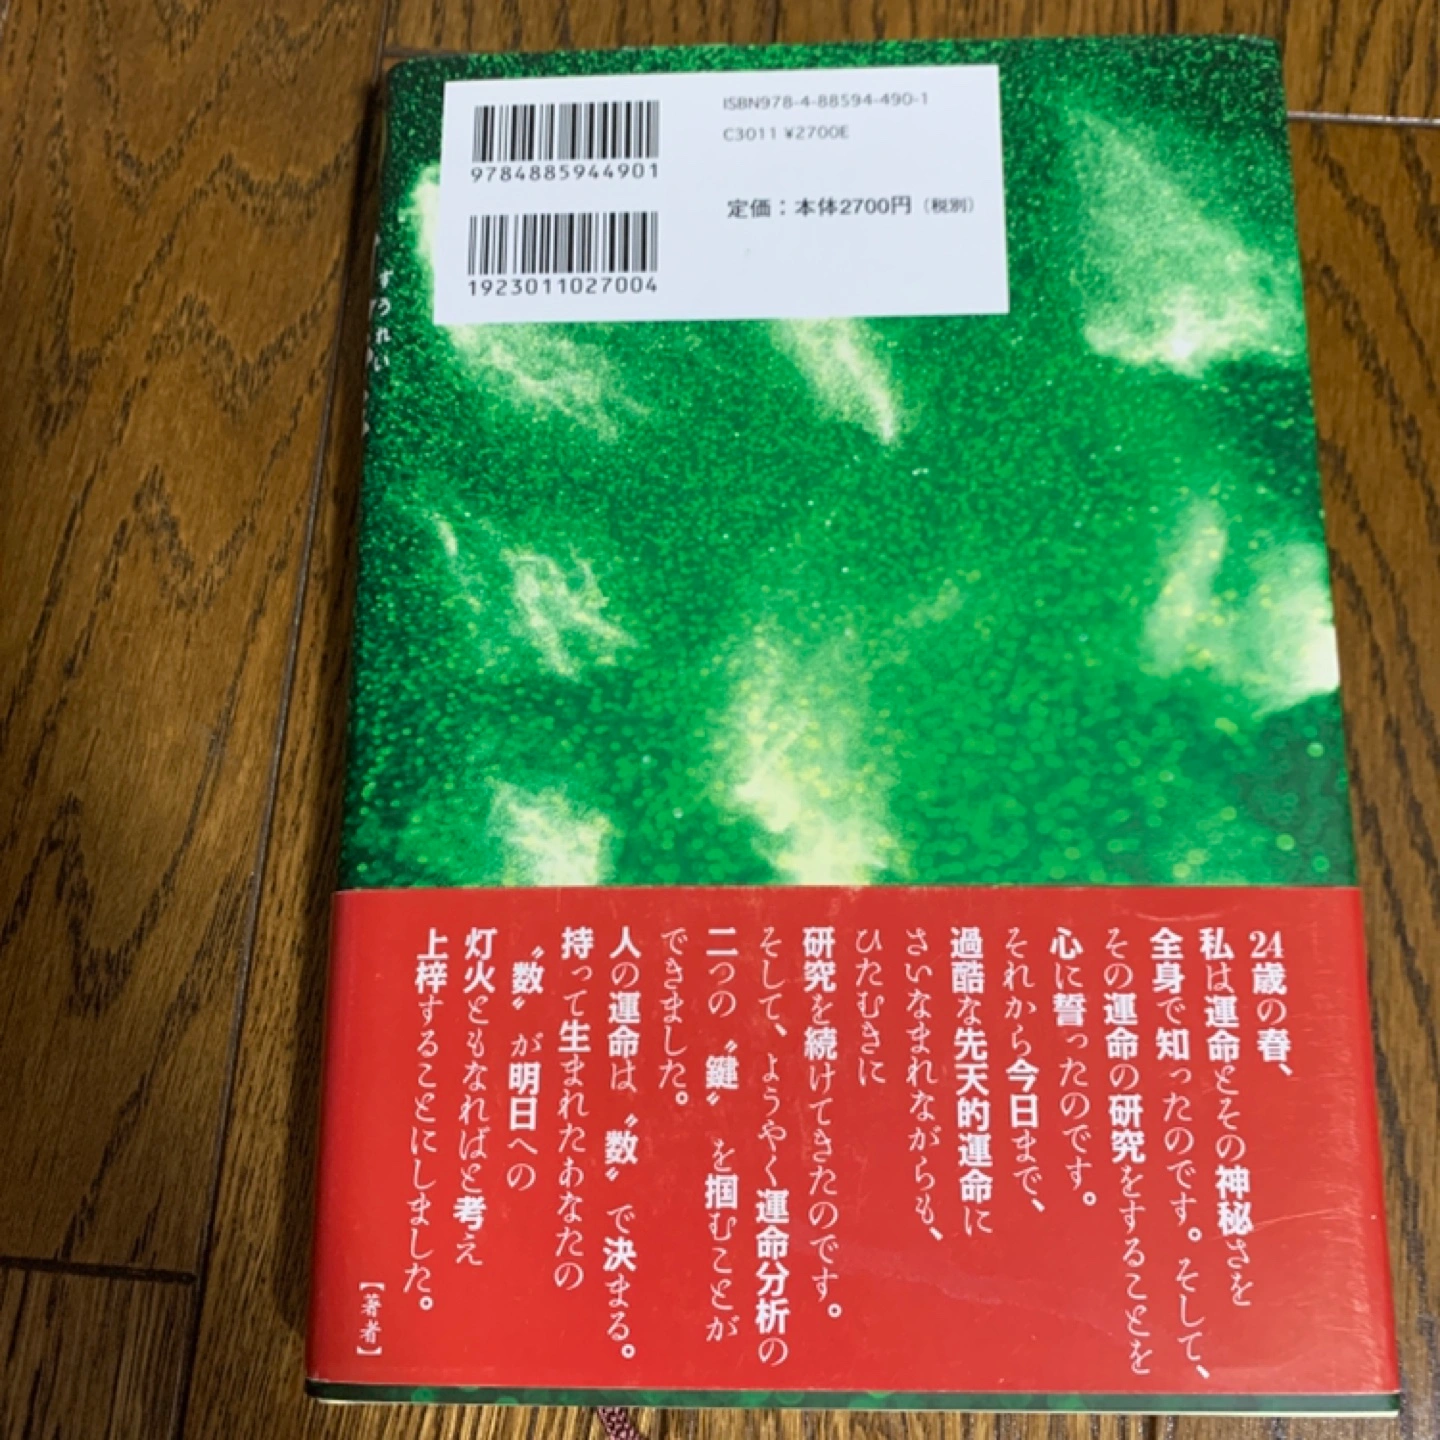 ISBN978-4-88594-490-1
C3011 ¥2700E
9784885944901
定価：本体2700円（税別）
1923011027004
ずうれい
24歳の春、
私は運命とその神秘さを
全身で知ったのです。そして、
その運命の研究をすることを
心に誓ったのです。
それから今日まで、
過酷な先天的運命に
さいなまれながらも、
ひたむきに
研究を続けてきたのです。
そして、ようやく運命分析の
二つの〝鍵〟を掴むことが
できました。
人の運命は〝数〟で決まる。
持って生まれたあなたの
〝数〟が明日への
灯火ともなればと考え
上梓することにしました。
【著者】